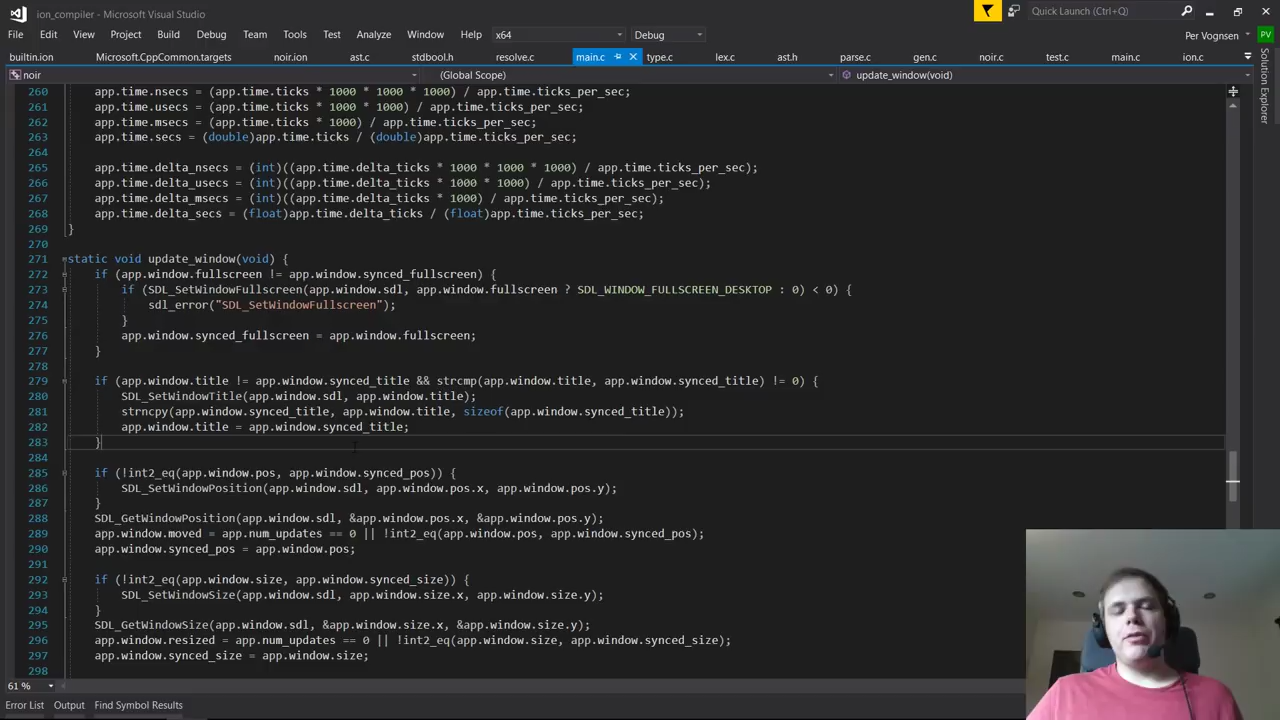 ion_compiler - Microsoft Visual Studio
Quick Launch (Ctrl+Q)
File Edit View Project Build Debug Team Tools Test Analyze Window Help x64 Debug Per Vognsen PV
builtin.ion Microsoft.CppCommon.targets noir.ion ast.c stdbool.h resolve.c main.c type.c lex.c ast.h parse.c gen.c noir.c test.c main.c ion.c
noir (Global Scope) update_window(void)
Solution Explorer
260 app.time.nsecs = (app.time.ticks * 1000 * 1000 * 1000) / app.time.ticks_per_sec;
261 app.time.usecs = (app.time.ticks * 1000 * 1000) / app.time.ticks_per_sec;
262 app.time.msecs = (app.time.ticks * 1000) / app.time.ticks_per_sec;
263 app.time.secs = (double)app.time.ticks / (double)app.time.ticks_per_sec;
264
265 app.time.delta_nsecs = (int)((app.time.delta_ticks * 1000 * 1000 * 1000) / app.time.ticks_per_sec);
266 app.time.delta_usecs = (int)((app.time.delta_ticks * 1000 * 1000) / app.time.ticks_per_sec);
267 app.time.delta_msecs = (int)((app.time.delta_ticks * 1000) / app.time.ticks_per_sec);
268 app.time.delta_secs = (float)app.time.delta_ticks / (float)app.time.ticks_per_sec;
269 }
270
271 static void update_window(void) {
272 if (app.window.fullscreen != app.window.synced_fullscreen) {
273 if (SDL_SetWindowFullscreen(app.window.sdl, app.window.fullscreen ? SDL_WINDOW_FULLSCREEN_DESKTOP : 0) < 0) {
274 sdl_error("SDL_SetWindowFullscreen");
275 }
276 app.window.synced_fullscreen = app.window.fullscreen;
277 }
278
279 if (app.window.title != app.window.synced_title && strcmp(app.window.title, app.window.synced_title) != 0) {
280 SDL_SetWindowTitle(app.window.sdl, app.window.title);
281 strncpy(app.window.synced_title, app.window.title, sizeof(app.window.synced_title));
282 app.window.title = app.window.synced_title;
283 }
284
285 if (!int2_eq(app.window.pos, app.window.synced_pos)) {
286 SDL_SetWindowPosition(app.window.sdl, app.window.pos.x, app.window.pos.y);
287 }
288 SDL_GetWindowPosition(app.window.sdl, &app.window.pos.x, &app.window.pos.y);
289 app.window.moved = app.num_updates == 0 || !int2_eq(app.window.pos, app.window.synced_pos);
290 app.window.synced_pos = app.window.pos;
291
292 if (!int2_eq(app.window.size, app.window.synced_size)) {
293 SDL_SetWindowSize(app.window.sdl, app.window.size.x, app.window.size.y);
294 }
295 SDL_GetWindowSize(app.window.sdl, &app.window.size.x, &app.window.size.y);
296 app.window.resized = app.num_updates == 0 || !int2_eq(app.window.size, app.window.synced_size);
297 app.window.synced_size = app.window.size;
298
61 %
Error List Output Find Symbol Results